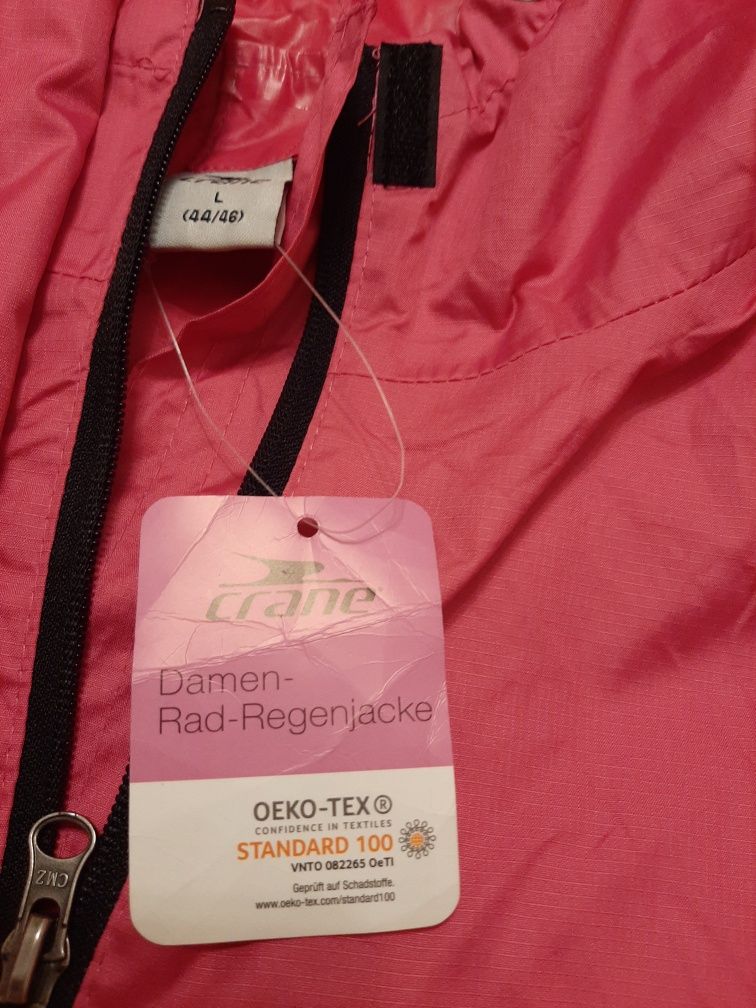 crane
L
(44/46)
crane®
Damen-
Rad-Regenjacke
OEKO-TEX®
CONFIDENCE IN TEXTILES
STANDARD 100
VNTO 082265 OeTI
Geprüft auf Schadstoffe.
www.oeko-tex.com/standard100
CMZ